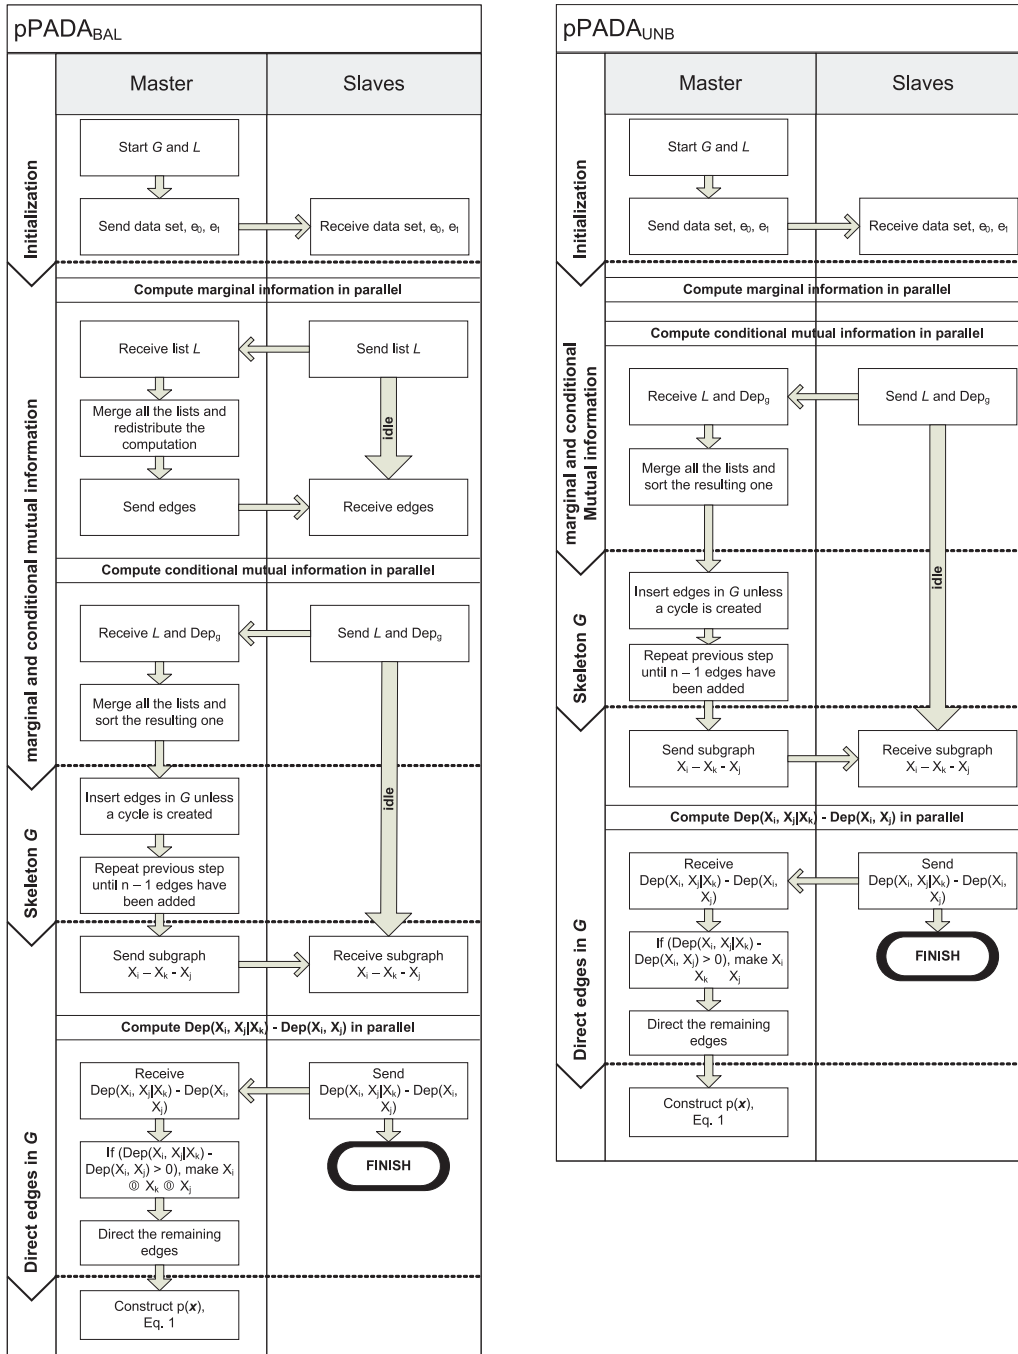 pPADABAL
Master
Slaves
Initialization
Start G and L
Send data set, e0, e1
Receive data set, e0, e1
marginal and conditional mutual information
Compute marginal information in parallel
Receive list L
Send list L
Merge all the lists and
redistribute the
computation
idle
Send edges
Receive edges
Compute conditional mutual information in parallel
Receive L and Depg
Send L and Depg
Merge all the lists and
sort the resulting one
idle
Skeleton G
Insert edges in G unless
a cycle is created
Repeat previous step
until n – 1 edges have
been added
Direct edges in G
Send subgraph
Xi – Xk - Xj
Receive subgraph
Xi – Xk - Xj
Compute Dep(Xi, Xj|Xk) - Dep(Xi, Xj) in parallel
Receive
Dep(Xi, Xj|Xk) - Dep(Xi,
Xj)
Send
Dep(Xi, Xj|Xk) - Dep(Xi,
Xj)
If (Dep(Xi, Xj|Xk) -
Dep(Xi, Xj) > 0), make Xi
Xk Xj
FINISH
Direct the remaining
edges
Construct p(x),
Eq. 1
pPADAUNB
Master
Slaves
Initialization
Start G and L
Send data set, e0, e1
Receive data set, e0, e1
marginal and conditional
Mutual information
Compute marginal information in parallel
Compute conditional mutual information in parallel
Receive L and Depg
Send L and Depg
Merge all the lists and
sort the resulting one
idle
Skeleton G
Insert edges in G unless
a cycle is created
Repeat previous step
until n – 1 edges have
been added
Direct edges in G
Send subgraph
Xi – Xk - Xj
Receive subgraph
Xi – Xk - Xj
Compute Dep(Xi, Xj|Xk) - Dep(Xi, Xj) in parallel
Receive
Dep(Xi, Xj|Xk) - Dep(Xi,
Xj)
Send
Dep(Xi, Xj|Xk) - Dep(Xi,
Xj)
If (Dep(Xi, Xj|Xk) -
Dep(Xi, Xj) > 0), make Xi
Xk Xj
FINISH
Direct the remaining
edges
Construct p(x),
Eq. 1